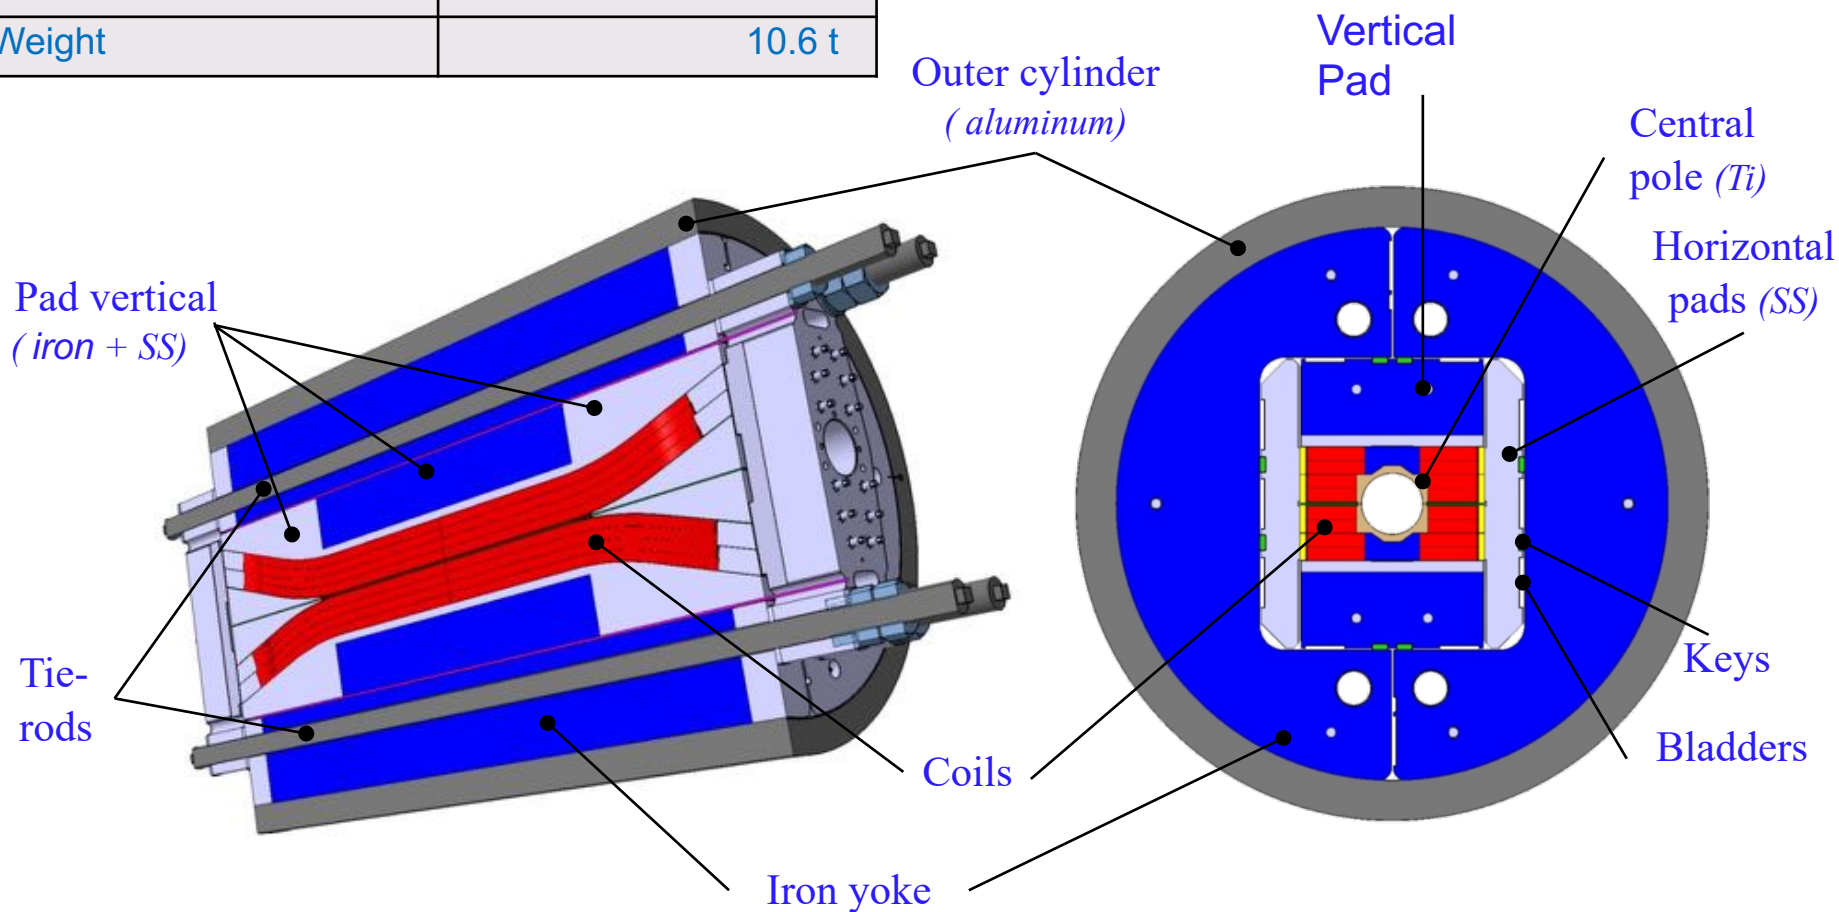 Weight 10.6 t
Vertical
Pad
Outer cylinder
( aluminum)
Central
pole (Ti)
Horizontal
pads (SS)
Pad vertical
( iron + SS)
Keys
Tie-
rods
Bladders
Coils
Iron yoke